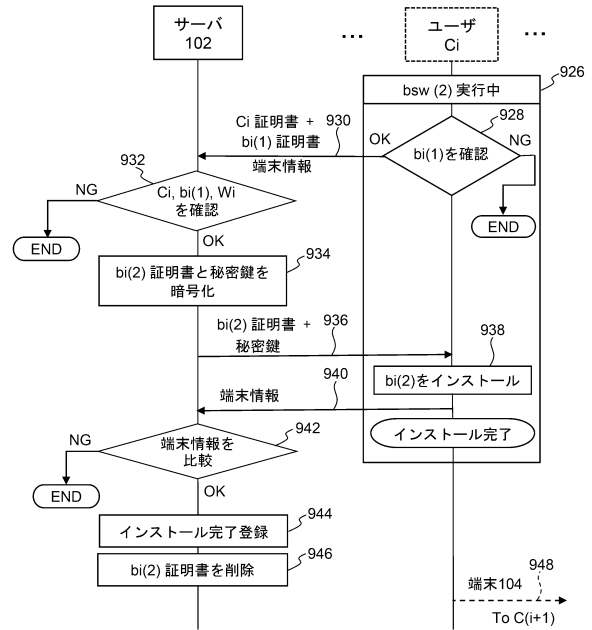 サーバ
102
…
ユーザ
Ci
…
926
bsw (2) 実行中
928
Ci 証明書 +
bi(1) 証明書
930
端末情報
OK
NG
bi(1)を確認
END
932
Ci, bi(1), Wi
を確認
NG
END
OK
934
bi(2) 証明書と秘密鍵を
暗号化
bi(2) 証明書 +
秘密鍵
936
938
bi(2)をインストール
940
端末情報
インストール完了
942
端末情報を
比較
NG
END
OK
944
インストール完了登録
946
bi(2) 証明書を削除
948
端末104
To C(i+1)